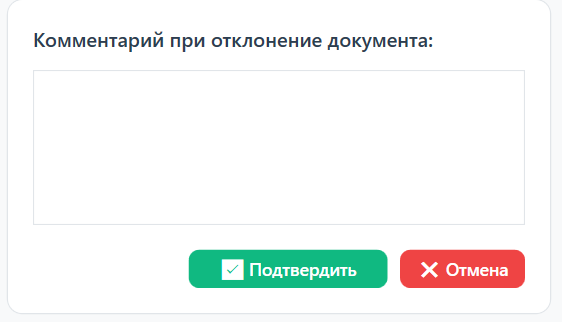 Комментарий при отклонение документа:
Подтвердить
Отмена